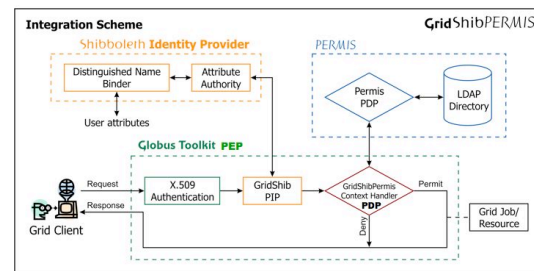 Integration Scheme
GridShibPERMIS
Shibboleth Identity Provider
PERMIS
Distinguished Name
Binder
Attribute
Authority
Permis
PDP
LDAP
Directory
User attributes
Globus Toolkit PEP
Request
X.509
Authentication
GridShib
PIP
GridShibPermis
Context Handler
PDP
Permit
Response
Deny
Grid Job/
Resource
Grid Client